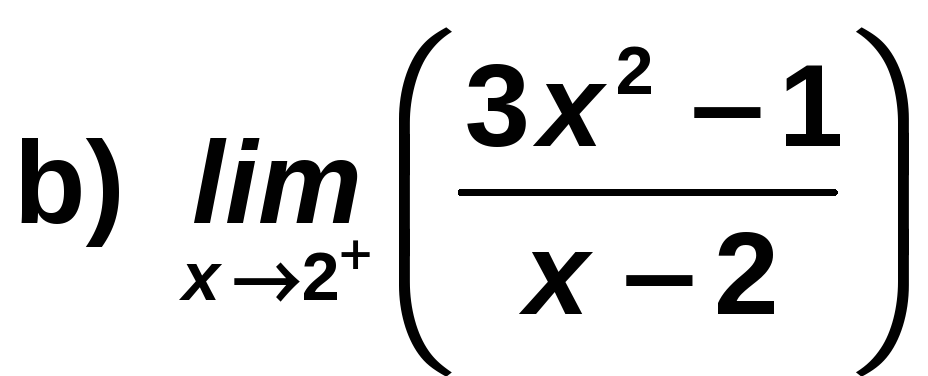 b) lim x→2⁺ ( (3x² − 1) / (x − 2) )